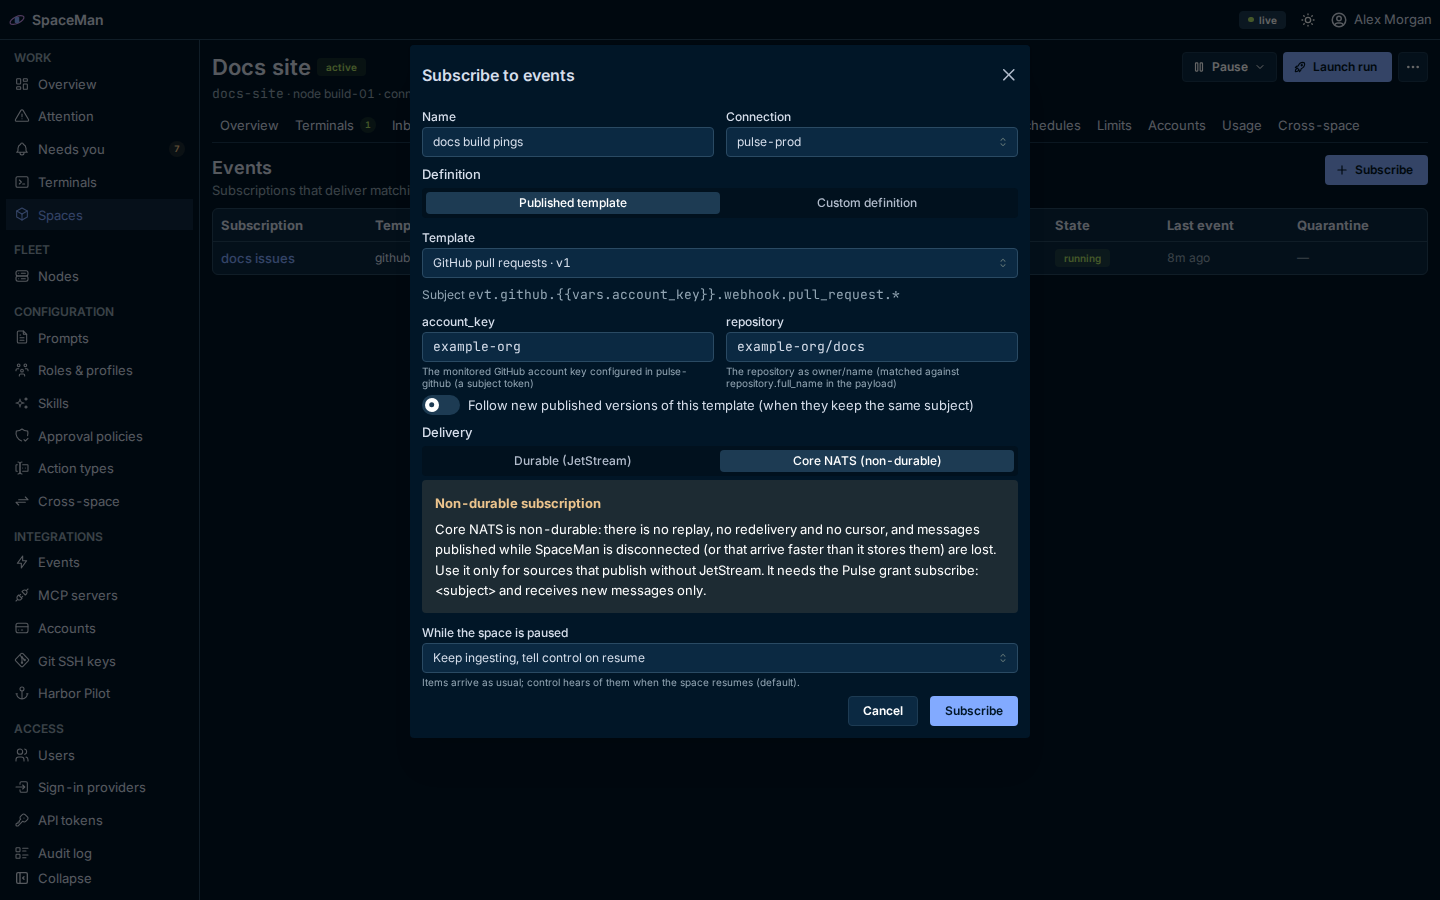 SpaceMan
live
Alex Morgan
WORK
Overview
Attention
Needs you
7
Terminals
Spaces
FLEET
Nodes
CONFIGURATION
Prompts
Roles & profiles
Skills
Approval policies
Action types
Cross-space
INTEGRATIONS
Events
MCP servers
Accounts
Git SSH keys
Harbor Pilot
ACCESS
Users
Sign-in providers
API tokens
Audit log
Collapse
Docs site
active
Pause
Launch run
docs-site · node build-01 · conn
Overview
Terminals
1
Inb
hedules
Limits
Accounts
Usage
Cross-space
Events
Subscriptions that deliver matchi
Subscribe
Subscription
Temp
State
Last event
Quarantine
docs issues
github
running
8m ago
—
Subscribe to events
Name
Connection
docs build pings
pulse-prod
Definition
Published template
Custom definition
Template
GitHub pull requests · v1
Subject evt.github.{{vars.account_key}}.webhook.pull_request.*
account_key
repository
example-org
example-org/docs
The monitored GitHub account key configured in pulse-
github (a subject token)
The repository as owner/name (matched against
repository.full_name in the payload)
Follow new published versions of this template (when they keep the same subject)
Delivery
Durable (JetStream)
Core NATS (non-durable)
Non-durable subscription
Core NATS is non-durable: there is no replay, no redelivery and no cursor, and messages
published while SpaceMan is disconnected (or that arrive faster than it stores them) are lost.
Use it only for sources that publish without JetStream. It needs the Pulse grant subscribe:
<subject> and receives new messages only.
While the space is paused
Keep ingesting, tell control on resume
Items arrive as usual; control hears of them when the space resumes (default).
Cancel
Subscribe